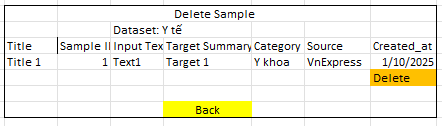 Delete Sample
Dataset: Y tế
Title Sample I Input Tex Target Summary Category Source Created_at
Title 1 1 Text1 Target 1 Y khoa VnExpress 1/10/2025
Delete
Back